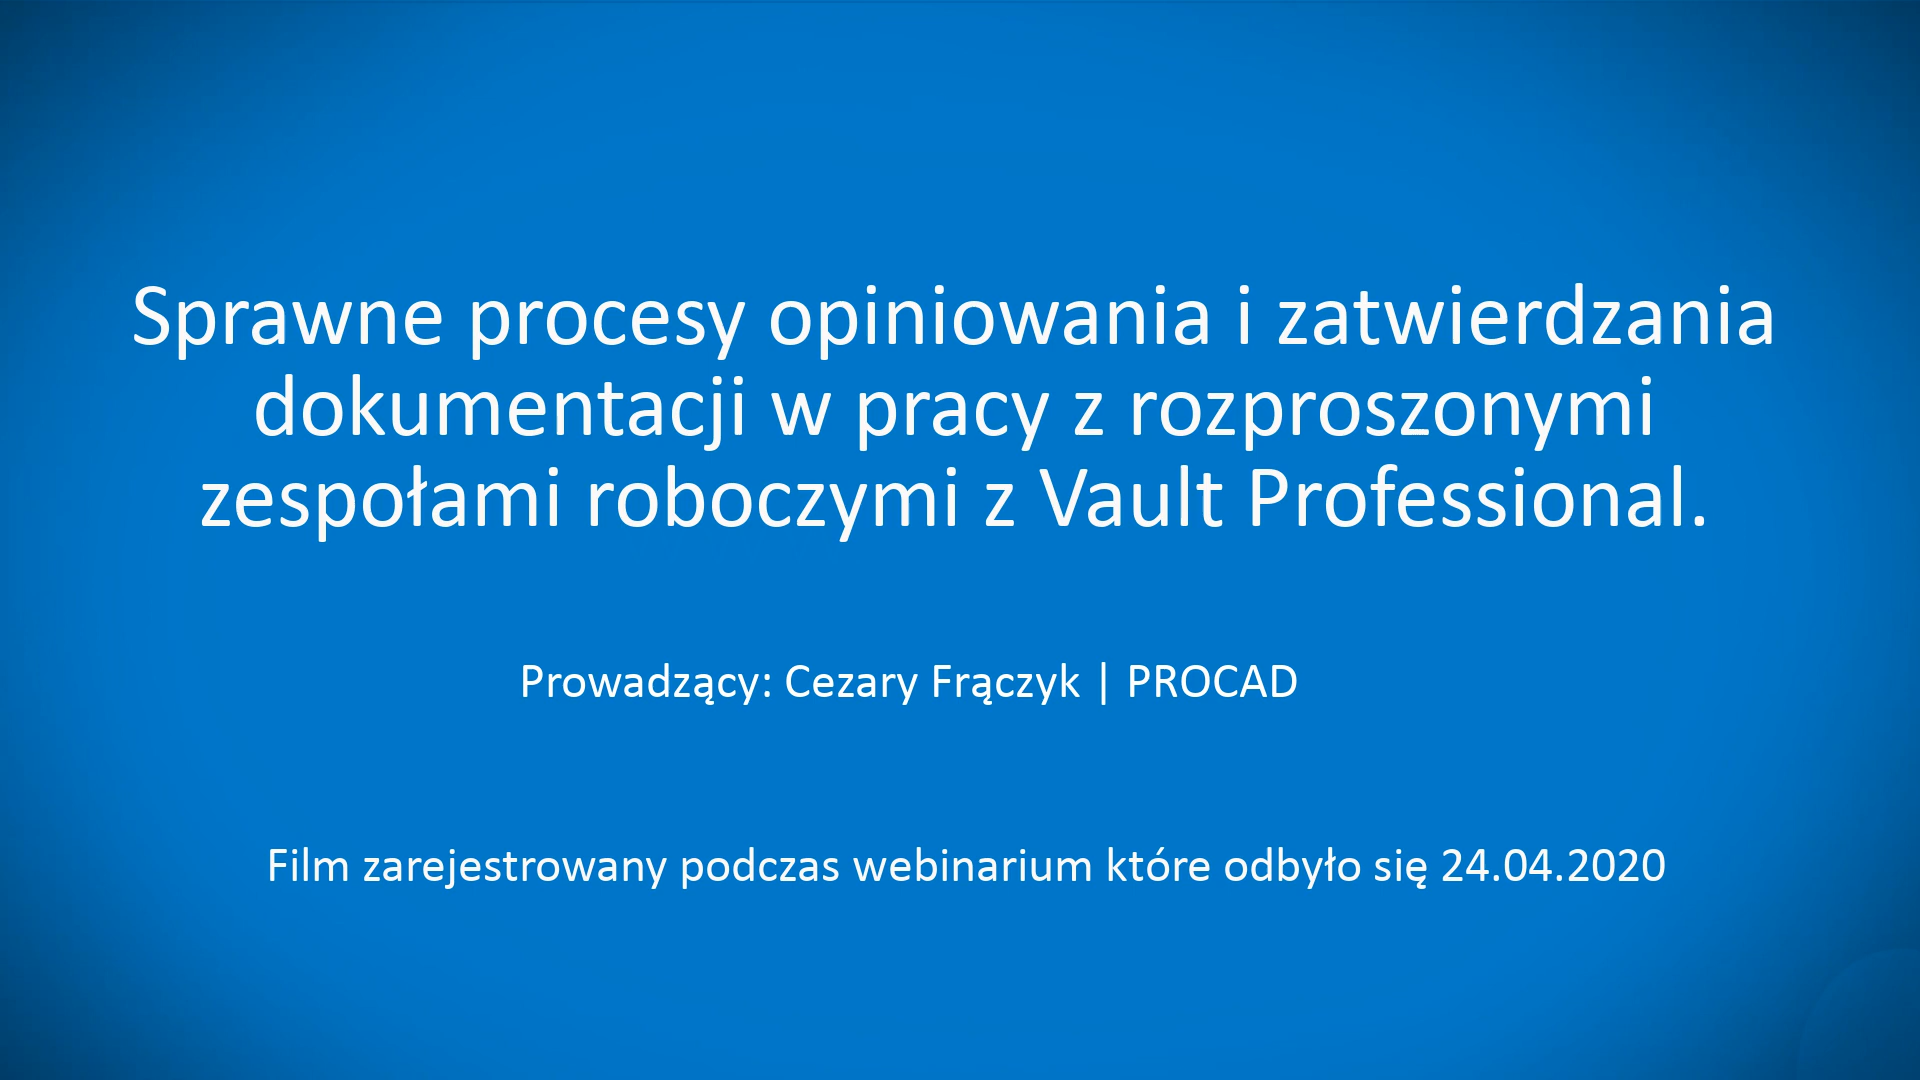 Sprawne procesy opiniowania i zatwierdzania
dokumentacji w pracy z rozproszonymi
zespołami roboczymi z Vault Professional.
Prowadzący: Cezary Frączyk | PROCAD
Film zarejestrowany podczas webinarium które odbyło się 24.04.2020